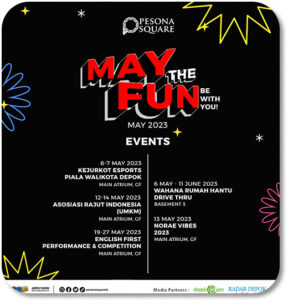 PESONA
SQUARE
MAY THE
FUN BE
WITH
YOU!
MAY 2023
EVENTS
6-7 MAY 2023
KEJURKOT ESPORTS
PIALA WALIKOTA DEPOK
MAIN ATRIUM, GF
12-14 MAY 2023
ASOSIASI RAJUT INDONESIA
(UMKM)
MAIN ATRIUM, GF
19-27 MAY 2023
ENGLISH FIRST
PERFORMANCE & COMPETITION
MAIN ATRIUM, GF
6 MAY - 11 JUNE 2023
WAHANA RUMAH HANTU
DRIVE THRU
BASEMENT 3
13 MAY 2023
NORAE VIBES
2023
MAIN ATRIUM, GF
Media Partners :
RADAR DEPOK